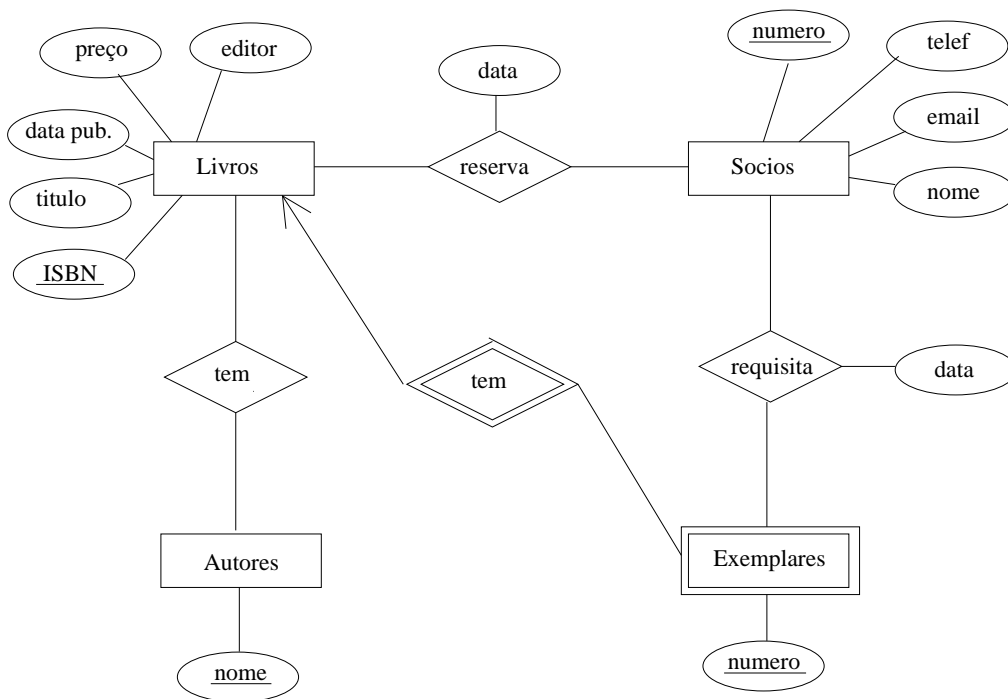 numero
preço
editor
telef
data
email
data pub.
Livros
reserva
Socios
titulo
nome
ISBN
tem
tem
requisita
data
Autores
Exemplares
nome
numero